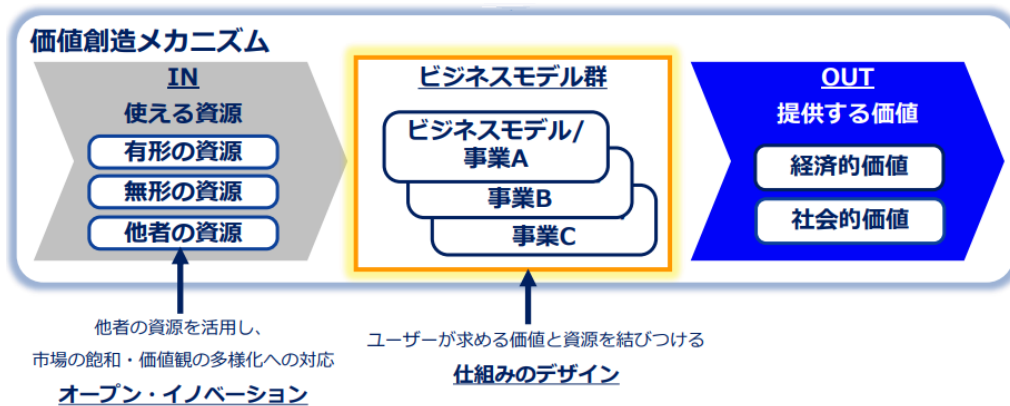 価値創造メカニズム
IN
使える資源
有形の資源
無形の資源
他者の資源
ビジネスモデル群
ビジネスモデル/
事業A
事業B
事業C
OUT
提供する価値
経済的価値
社会的価値
他者の資源を活用し、
市場の飽和・価値観の多様化への対応
オープン・イノベーション
ユーザーが求める価値と資源を結びつける
仕組みのデザイン